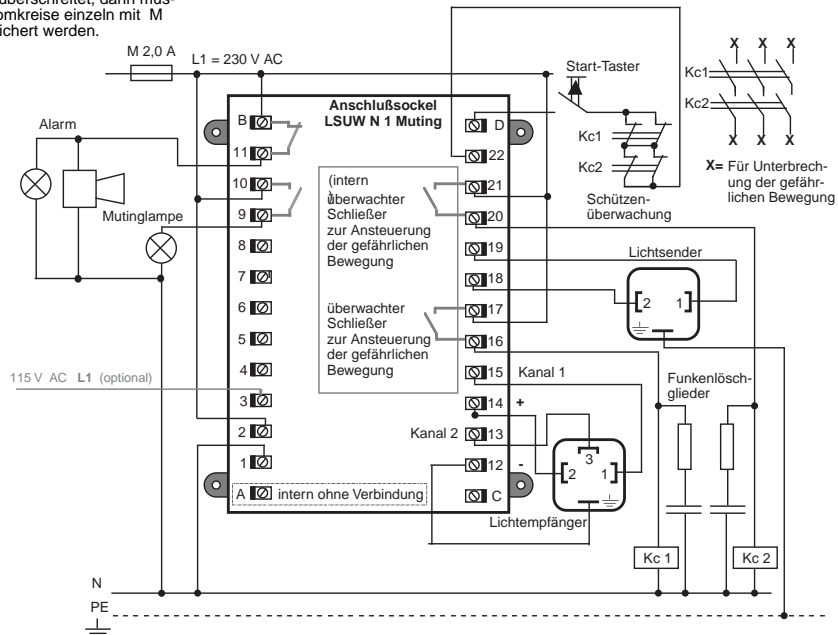 überschreitet, dann mus-
omkreise einzeln mit M
ichert werden.
M 2,0 A
L1 = 230 V AC
Alarm
Mutinglampe
115 V AC L1 (optional)
Anschlußsockel
LSUW N 1 Muting
B
11
10
9
8
7
6
5
4
3
2
1
A
intern ohne Verbindung
(intern
)
überwachter
Schließer
zur Ansteuerung
der gefährlichen
Bewegung
überwachter
Schließer
zur Ansteuerung
der gefährlichen
Bewegung
D
22
21
20
19
18
17
16
15 Kanal 1
14 +
Kanal 2 13
12 -
C
Start-Taster
Kc1
Kc2
Schützen-
überwachung
X X X
Kc1
Kc2
X X X
X= Für Unterbrech-
ung der gefähr-
lichen Bewegung
Lichtsender
2 1
Funkenlösch-
glieder
3
2 1
Lichtempfänger
Kc 1
Kc 2
N
PE